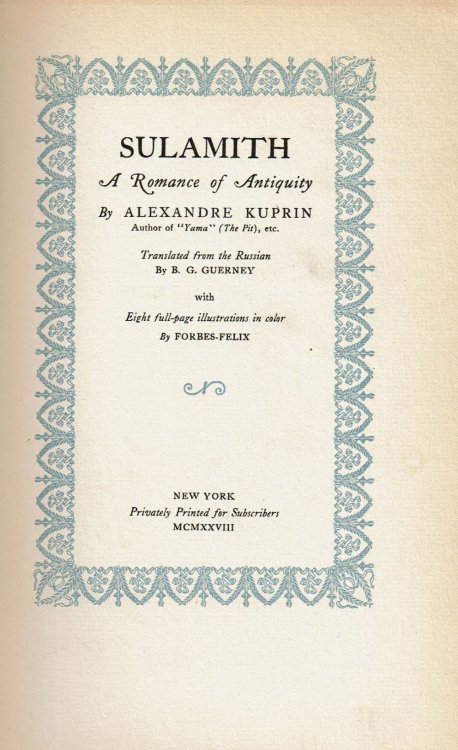 SULAMITH
A Romance of Antiquity
By ALEXANDRE KUPRIN
Author of "Yama" (The Pit), etc.
Translated from the Russian
By B. G. GUERNEY
with
Eight full-page illustrations in color
By FORBES-FELIX
NEW YORK
Privately Printed for Subscribers
MCMXXVIII